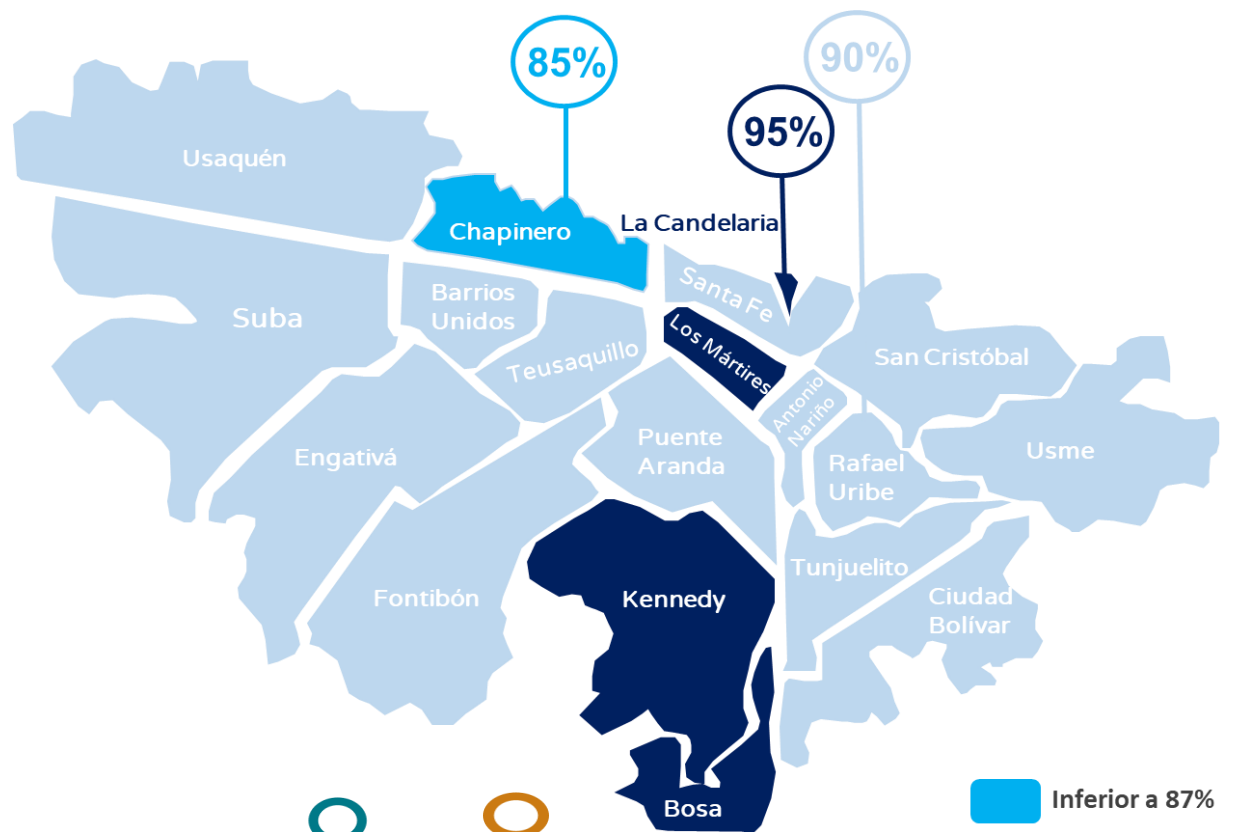 85%
90%
95%
Usaquén
Chapinero
La Candelaria
Santa Fe
Barrios
Unidos
Suba
Los Mártires
Teusaquillo
San Cristóbal
Antonio
Nariño
Puente
Aranda
Engativá
Rafael
Uribe
Usme
Tunjuelito
Fontibón
Kennedy
Ciudad
Bolívar
Bosa
Inferior a 87%